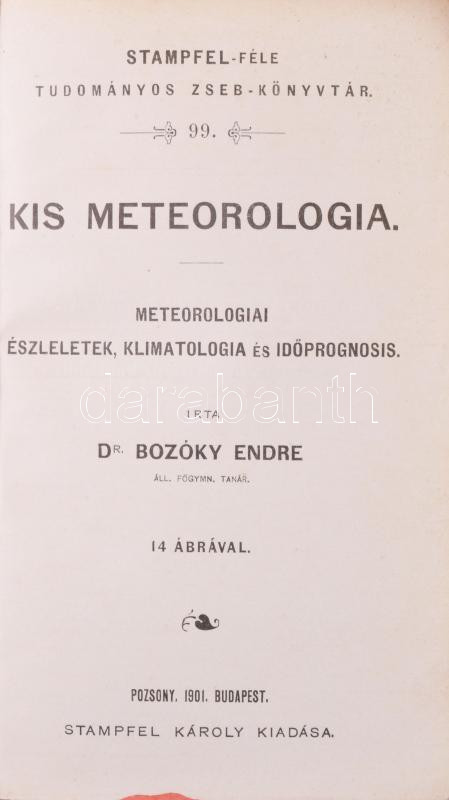 STAMPFEL-FÉLE
TUDOMÁNYOS ZSEB-KÖNYVTÁR.
99.
KIS METEOROLOGIA.
METEOROLOGIAI
ÉSZLELETEK, KLIMATOLOGIA ÉS IDŐPROGNOSIS.
darabanth
IRTA
DR. BOZÓKY ENDRE
ÁLL. FŐGYMN. TANÁR.
14 ÁBRÁVAL.
POZSONY. 1901. BUDAPEST.
STAMPFEL KÁROLY KIADÁSA.